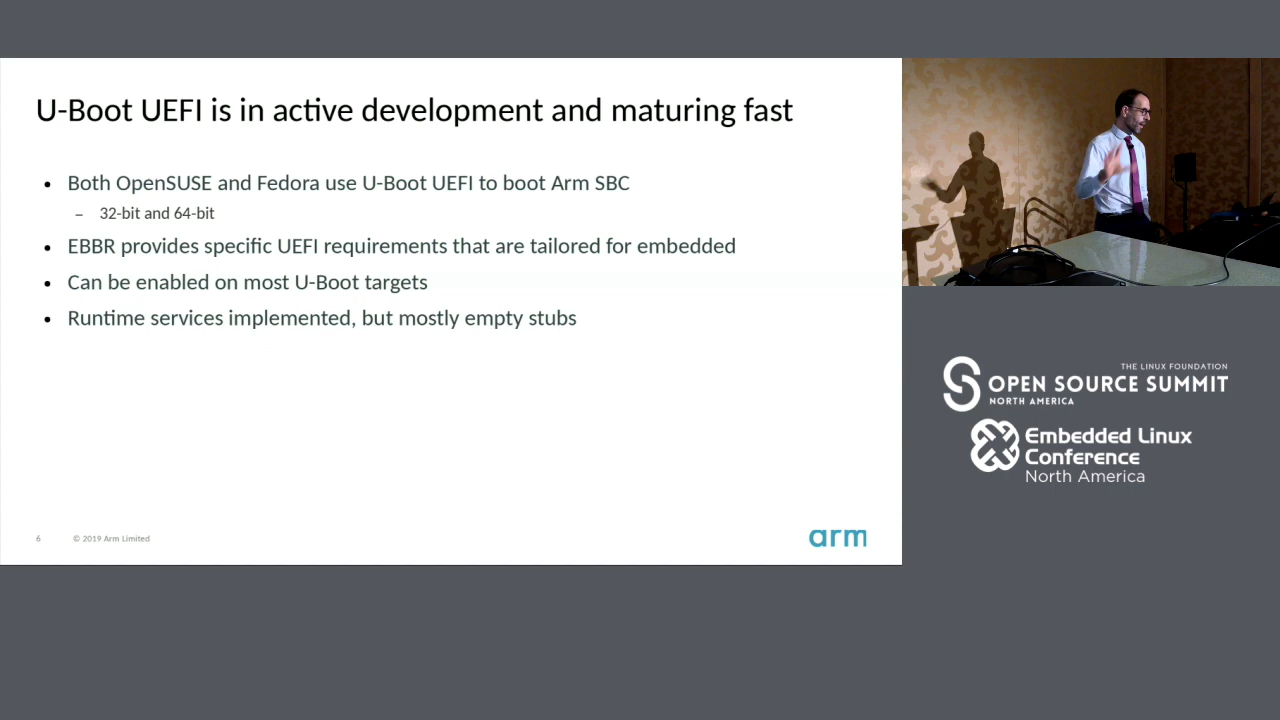 U-Boot UEFI is in active development and maturing fast
• Both OpenSUSE and Fedora use U-Boot UEFI to boot Arm SBC
– 32-bit and 64-bit
• EBBR provides specific UEFI requirements that are tailored for embedded
• Can be enabled on most U-Boot targets
• Runtime services implemented, but mostly empty stubs
6 © 2019 Arm Limited
arm
THE LINUX FOUNDATION
OPEN SOURCE SUMMIT
NORTH AMERICA
Embedded Linux
Conference
North America